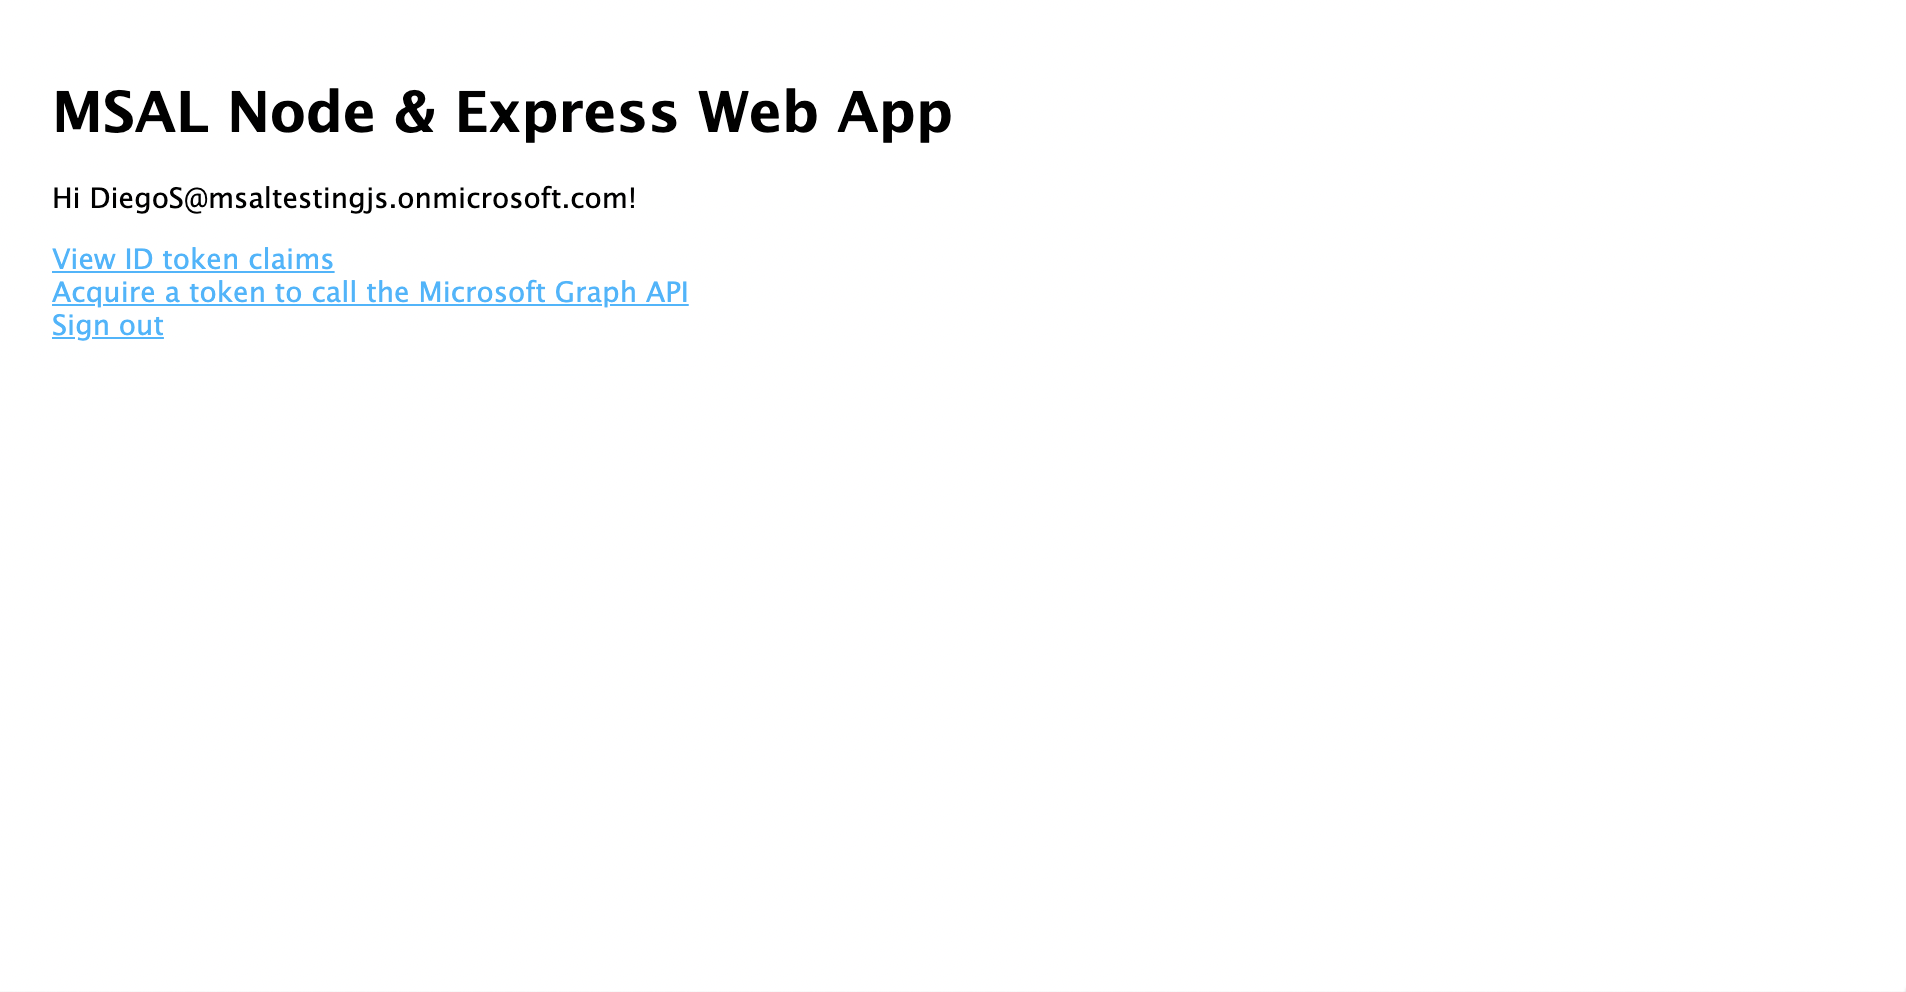 MSAL Node & Express Web App
Hi DiegoS@msaltestingjs.onmicrosoft.com!
View ID token claims
Acquire a token to call the Microsoft Graph API
Sign out